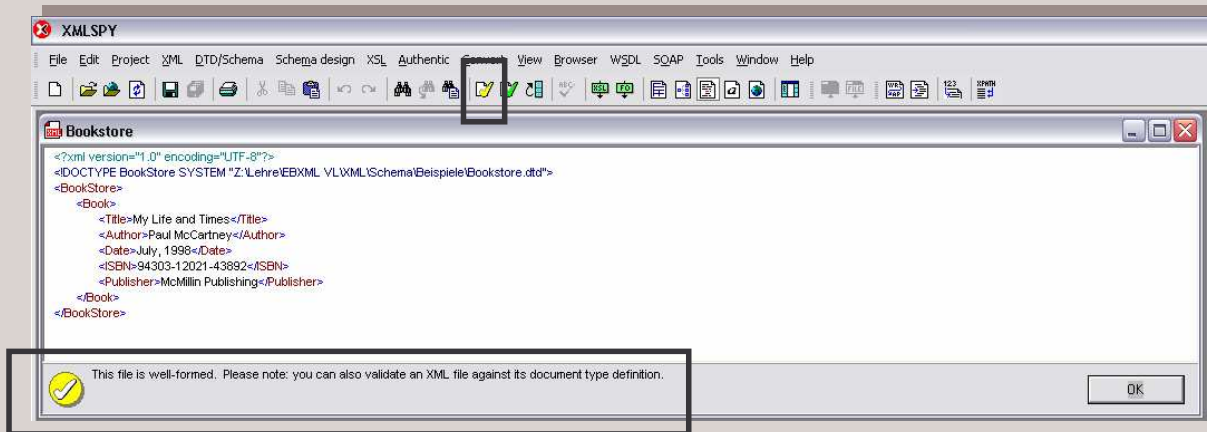 XMLSPY
File Edit Project XML DTD/Schema Schema design XSL Authentic Convert View Browser WSDL SOAP Tools Window Help
Bookstore
<?xml version="1.0" encoding="UTF-8"?>
<!DOCTYPE BookStore SYSTEM "Z:\Lehre\EBXML VL\XML\Schema\Beispiele\Bookstore.dtd">
<BookStore>
<Book>
<Title>My Life and Times</Title>
<Author>Paul McCartney</Author>
<Date>July, 1998</Date>
<ISBN>94303-12021-43892</ISBN>
<Publisher>McMillin Publishing</Publisher>
</Book>
</BookStore>
This file is well-formed. Please note: you can also validate an XML file against its document type definition.
OK